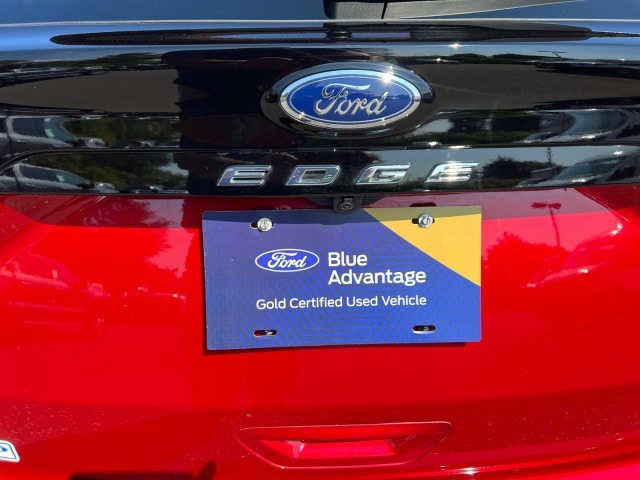 Ford
EDGE
Ford Blue
Advantage
Gold Certified Used Vehicle